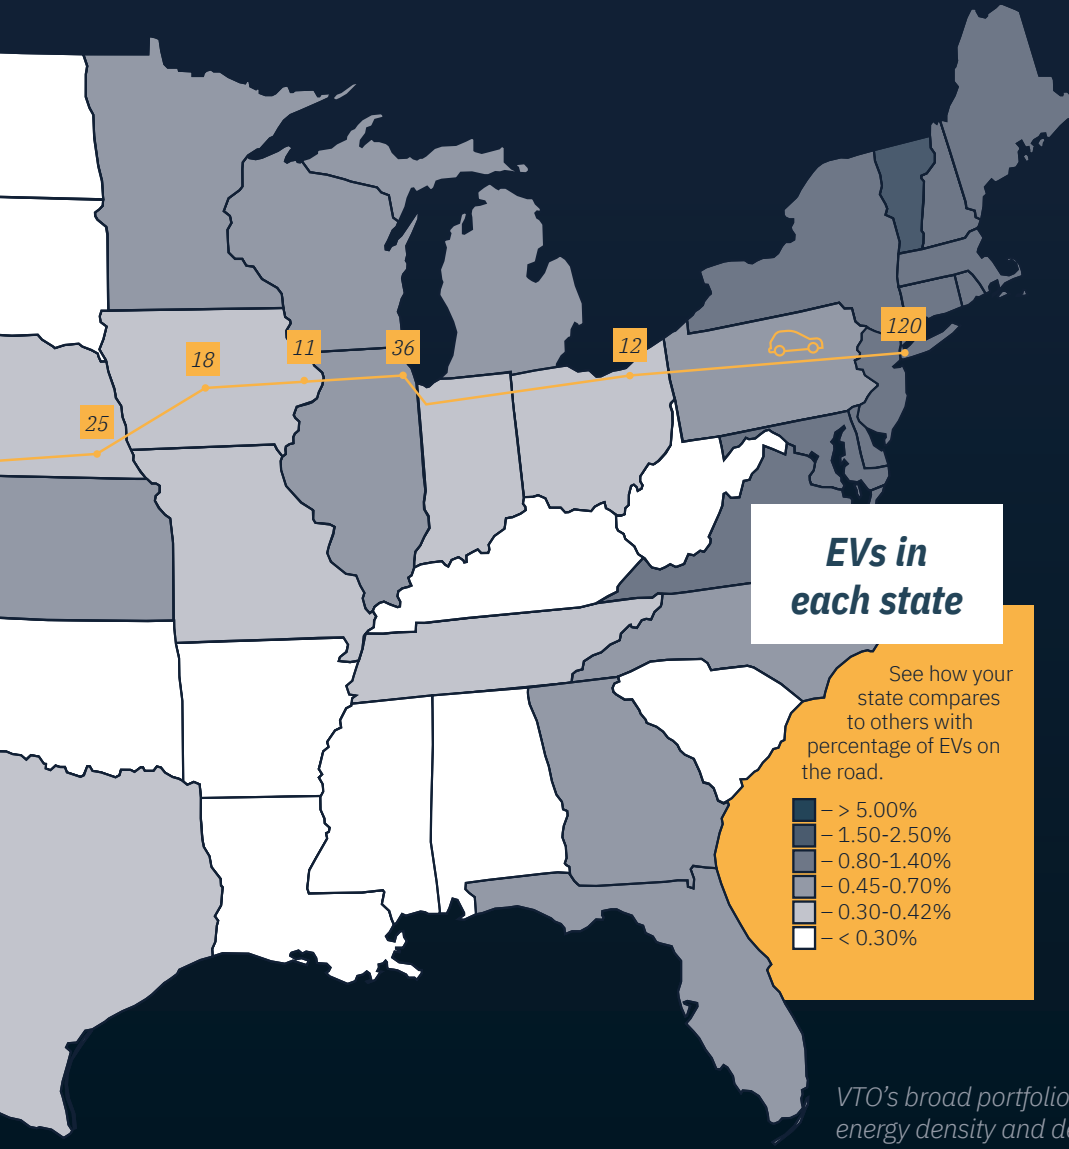 25
18
11
36
12
120
EVs in
each state
See how your
state compares
to others with
percentage of EVs on
the road.
– > 5.00%
– 1.50-2.50%
– 0.80-1.40%
– 0.45-0.70%
– 0.30-0.42%
– < 0.30%
VTO’s broad portfolio
energy density and de